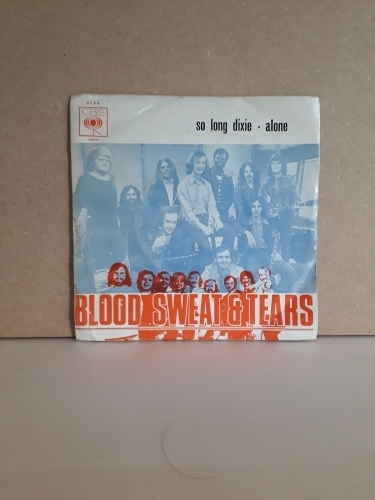 CBS
so long dixie - alone
BLOOD, SWEAT & TEARS